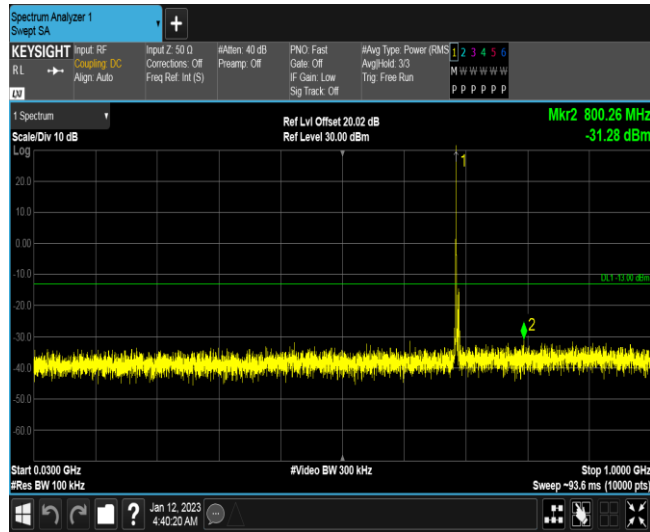 Spectrum Analyzer 1
Swept SA
+
KEYSIGHT Input: RF Input Z: 50 Ω #Atten: 40 dB PNO: Fast #Avg Type: Power (RMS 1 2 3 4 5 6
RL Coupling: DC Corrections: Off Preamp: Off Gate: Off Avg|Hold: 3/3 M W W W W W
Align: Auto Freq Ref: Int (S) IF Gain: Low Trig: Free Run
LXI Sig Track: Off P P P P P P
1 Spectrum Ref Lvl Offset 20.02 dB Mkr2 800.26 MHz
Scale/Div 10 dB Ref Level 30.00 dBm -31.28 dBm
Log
1
20.0
10.0
0.00
-10.0
DL1 -13.00 dBm
-20.0
2
-30.0
-40.0
-50.0
-60.0
Start 0.0300 GHz #Video BW 300 kHz Stop 1.0000 GHz
#Res BW 100 kHz Sweep ~93.6 ms (10000 pts)
? Jan 12, 2023
4:40:20 AM